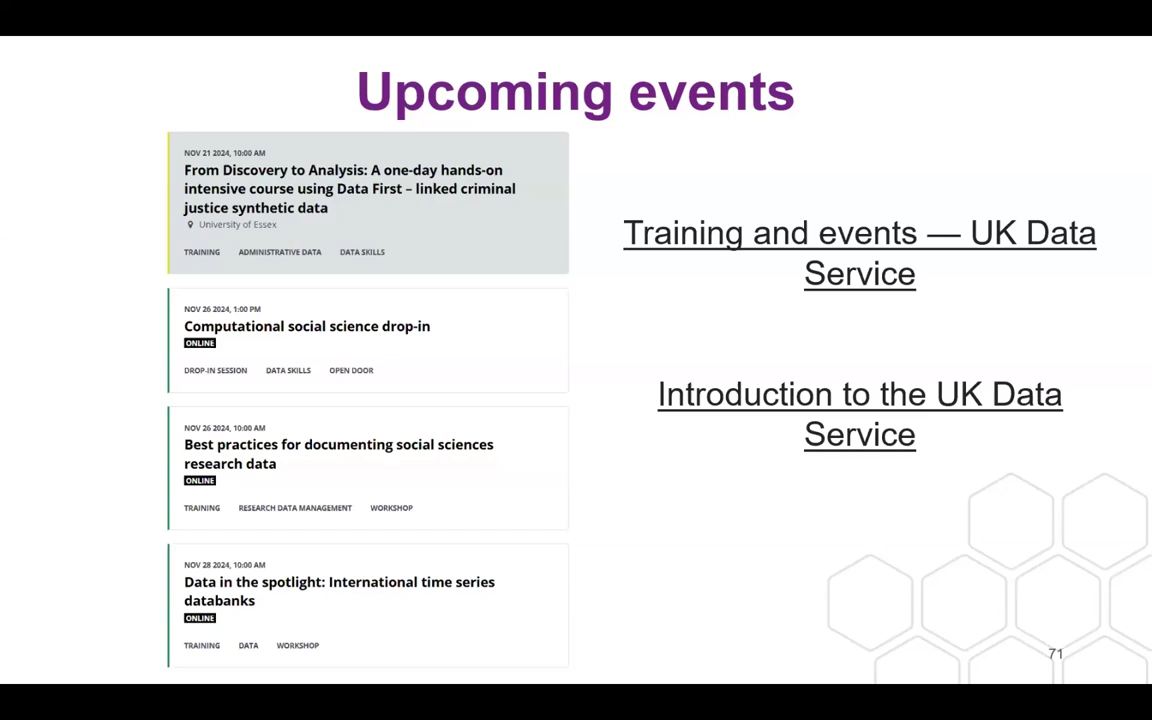 Upcoming events
NOV 21 2024, 10:00 AM
From Discovery to Analysis: A one-day hands-on
intensive course using Data First – linked criminal
justice synthetic data
University of Essex
TRAINING ADMINISTRATIVE DATA DATA SKILLS
NOV 26 2024, 1:00 PM
Computational social science drop-in
ONLINE
DROP-IN SESSION DATA SKILLS OPEN DOOR
NOV 26 2024, 10:00 AM
Best practices for documenting social sciences
research data
ONLINE
TRAINING RESEARCH DATA MANAGEMENT WORKSHOP
NOV 28 2024, 10:00 AM
Data in the spotlight: International time series
databanks
ONLINE
TRAINING DATA WORKSHOP
Training and events — UK Data
Service
Introduction to the UK Data
Service
71